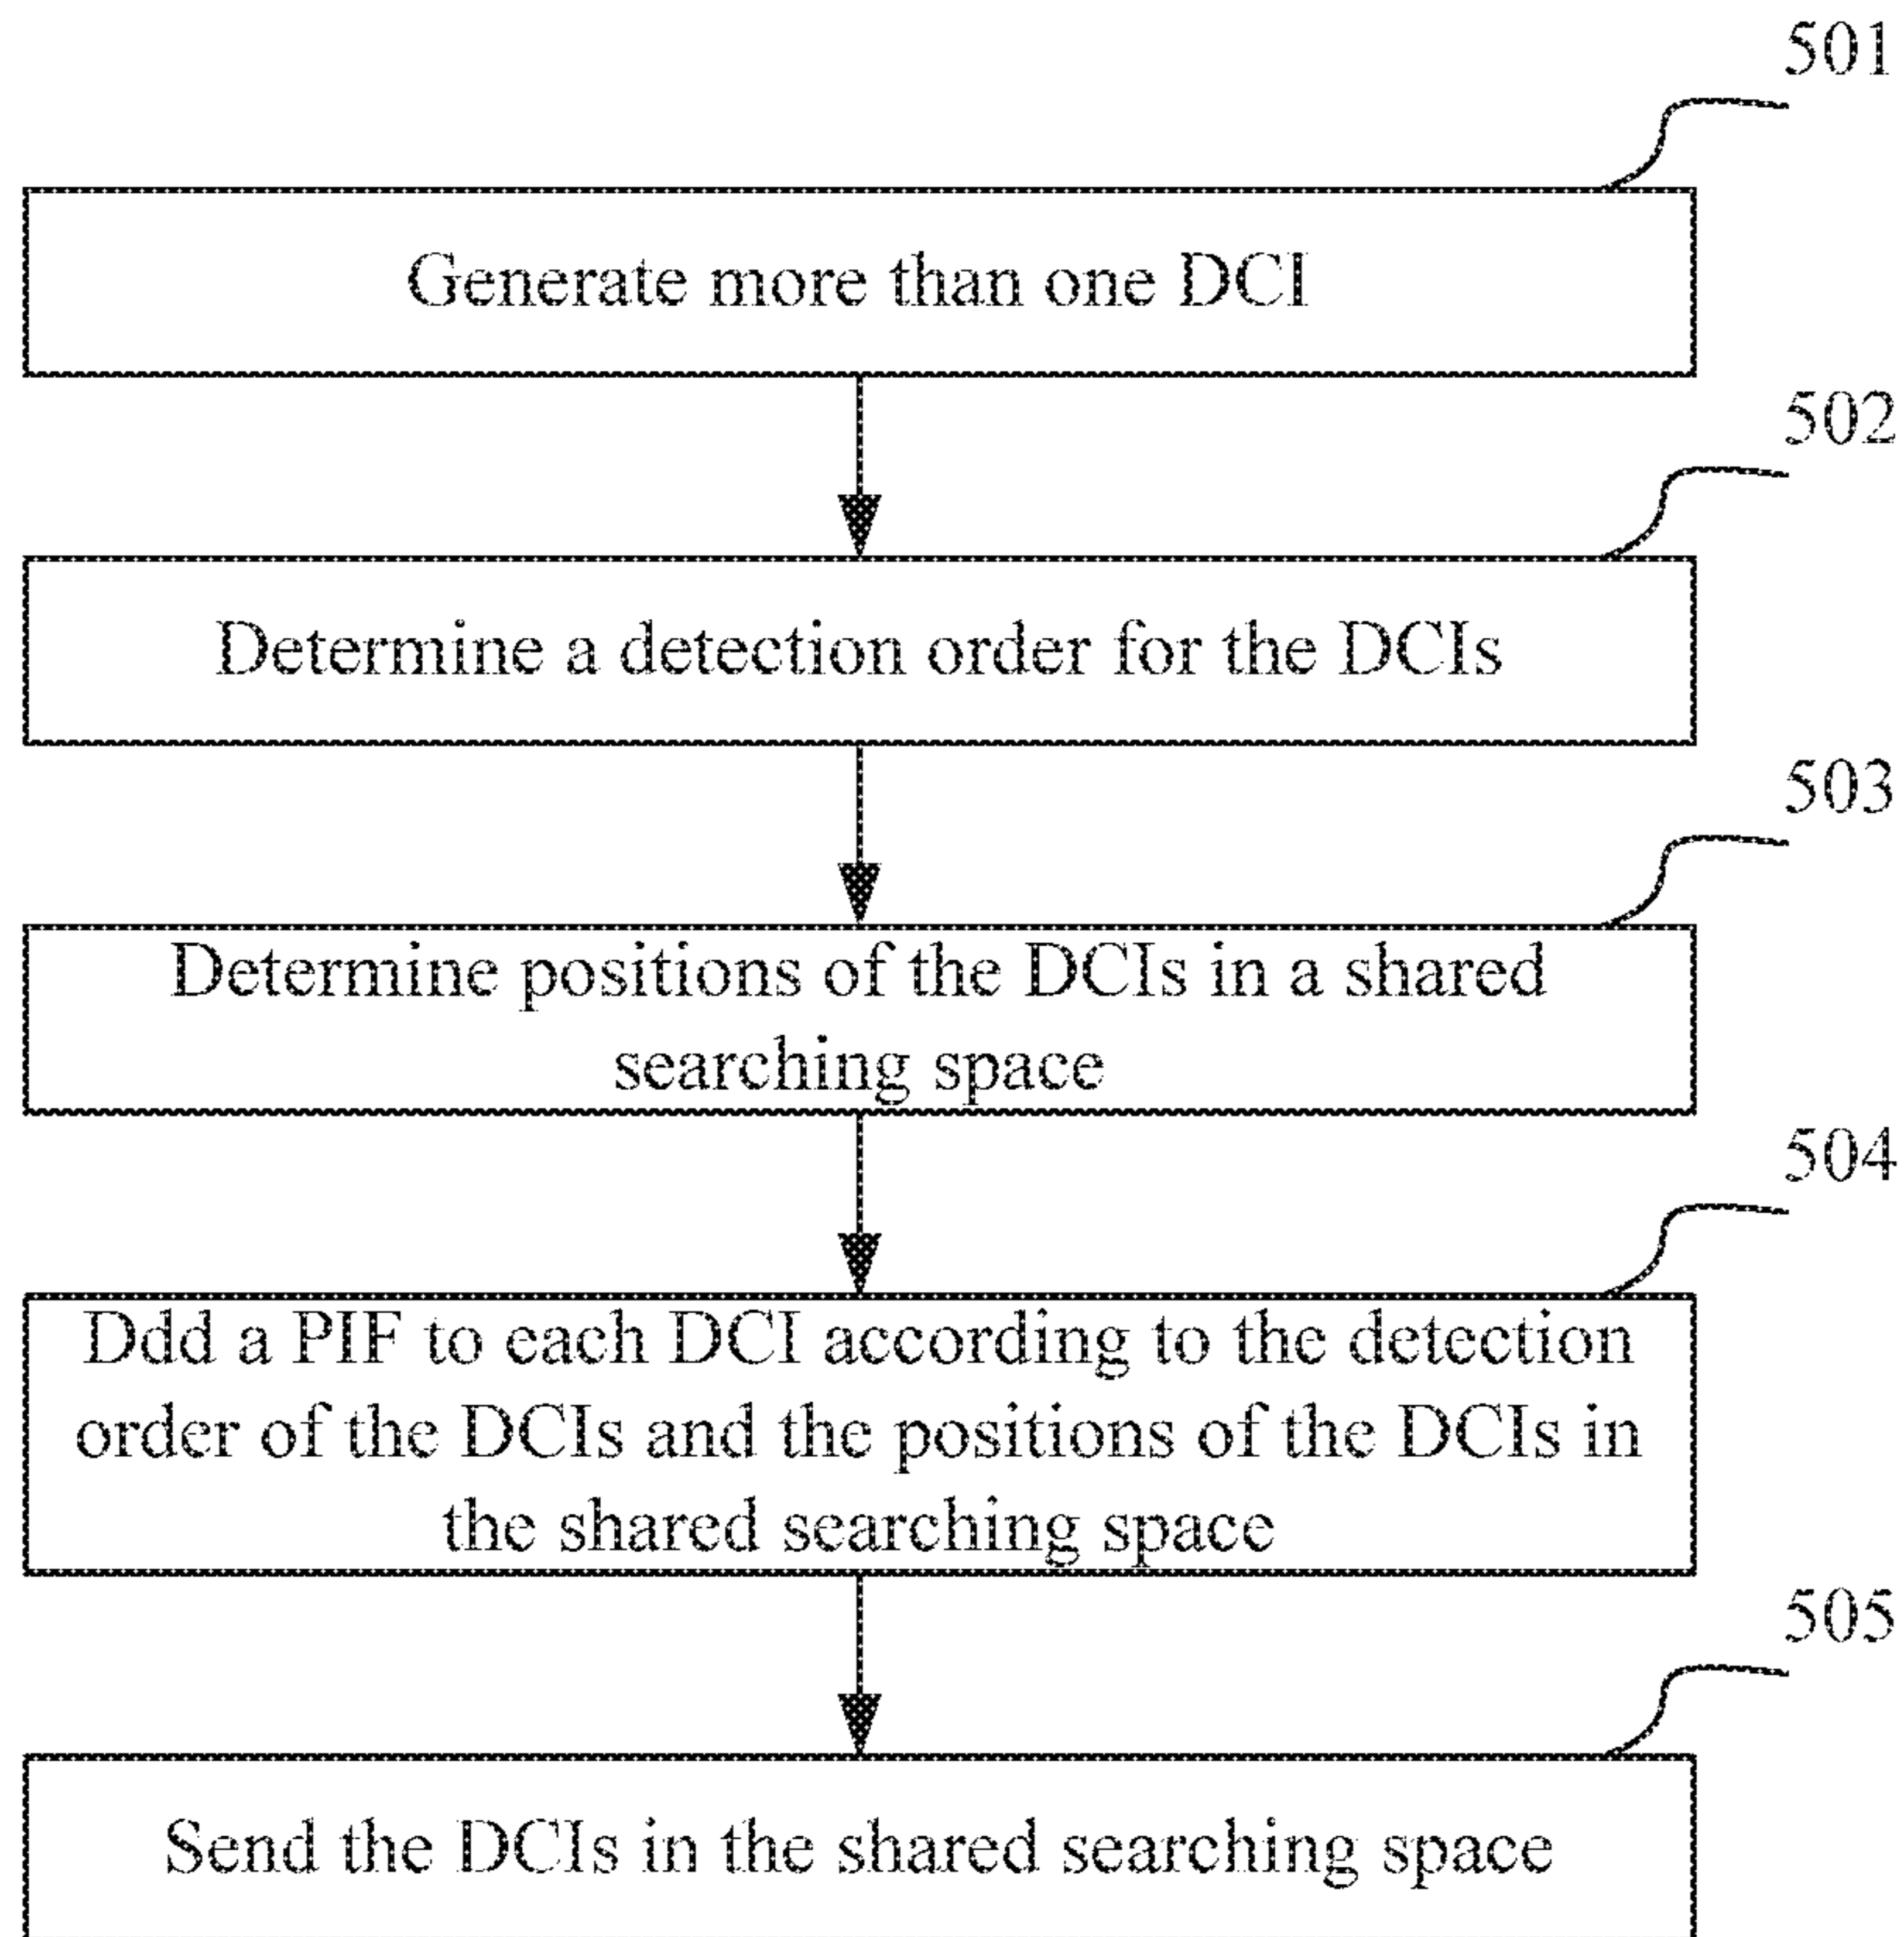 501
Generate more than one DCI
502
Determine a detection order for the DCIs
503
Determine positions of the DCIs in a shared
searching space
504
Ddd a PIF to each DCI according to the detection
order of the DCIs and the positions of the DCIs in
the shared searching space
505
Send the DCIs in the shared searching space